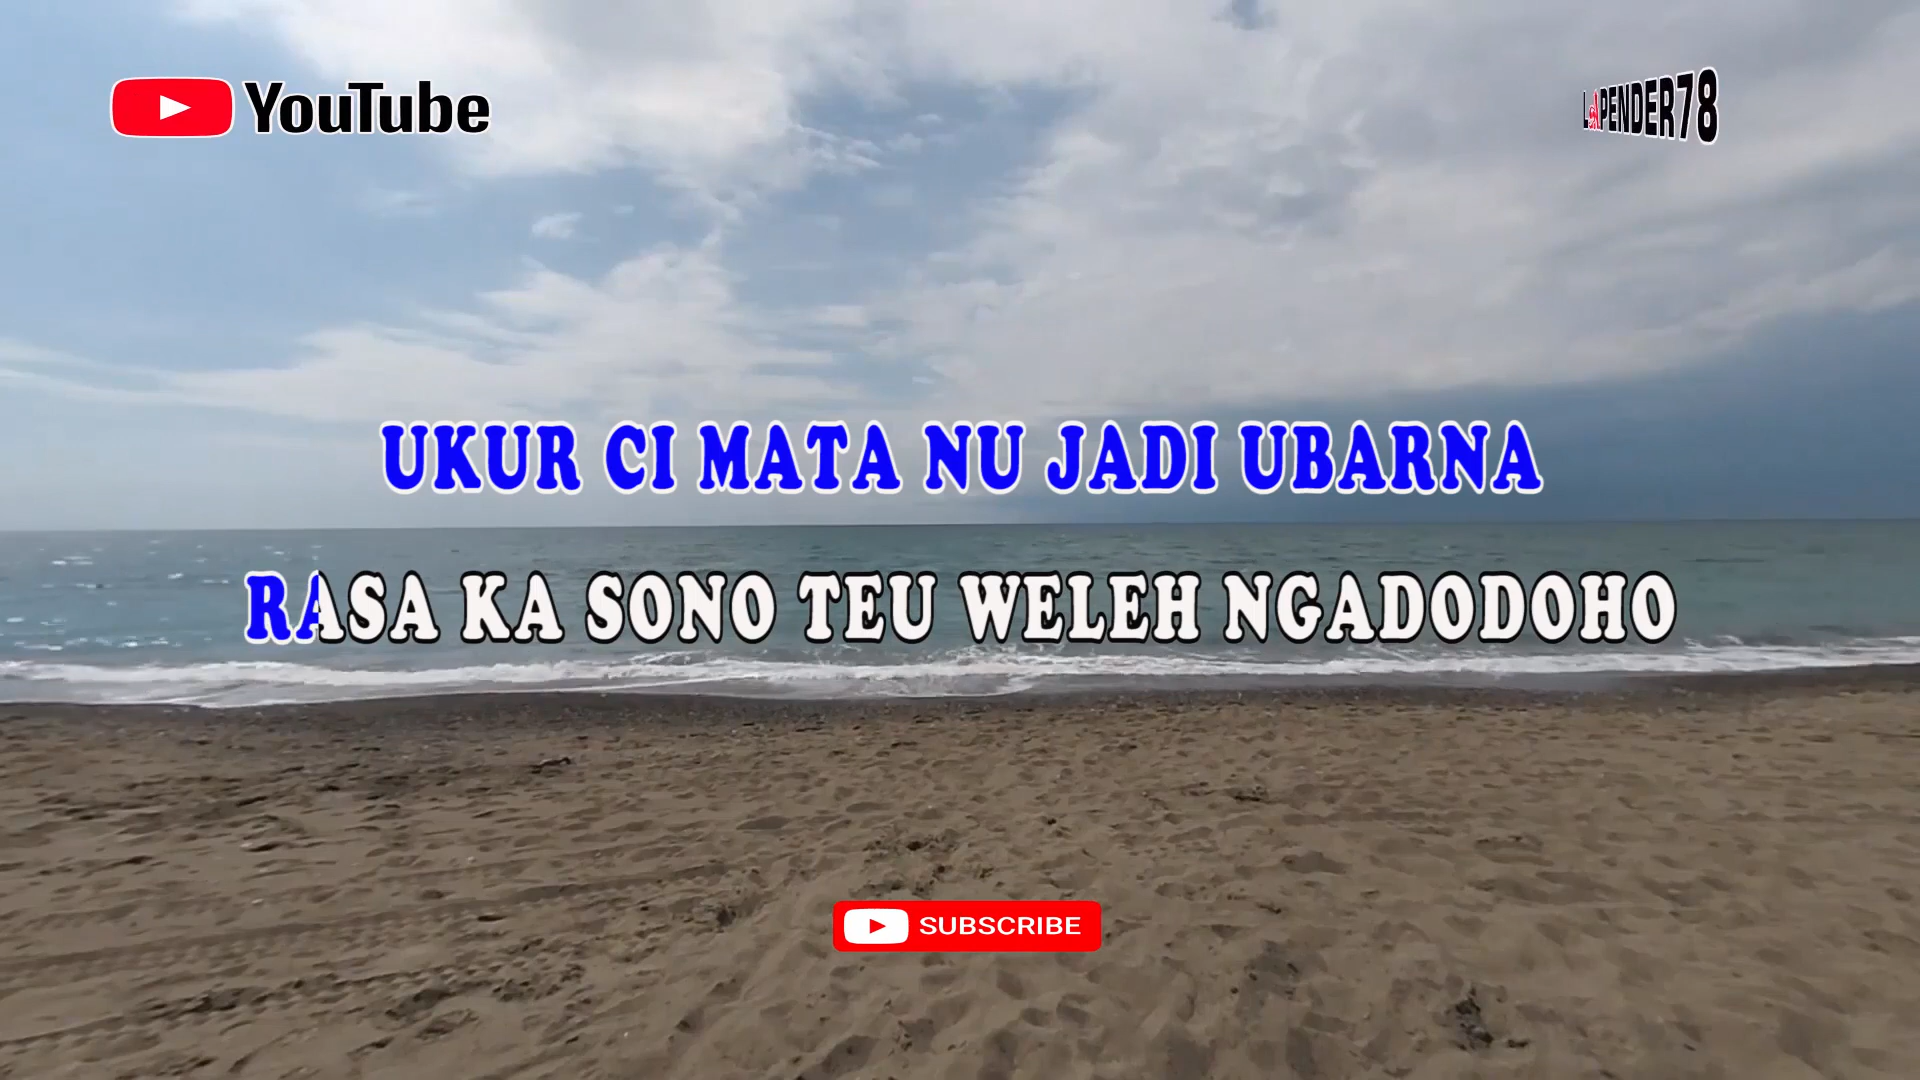 YouTube
LAPENDER78
UKUR CI MATA NU JADI UBARNA
RASA KA SONO TEU WELEH NGADODOHO
SUBSCRIBE